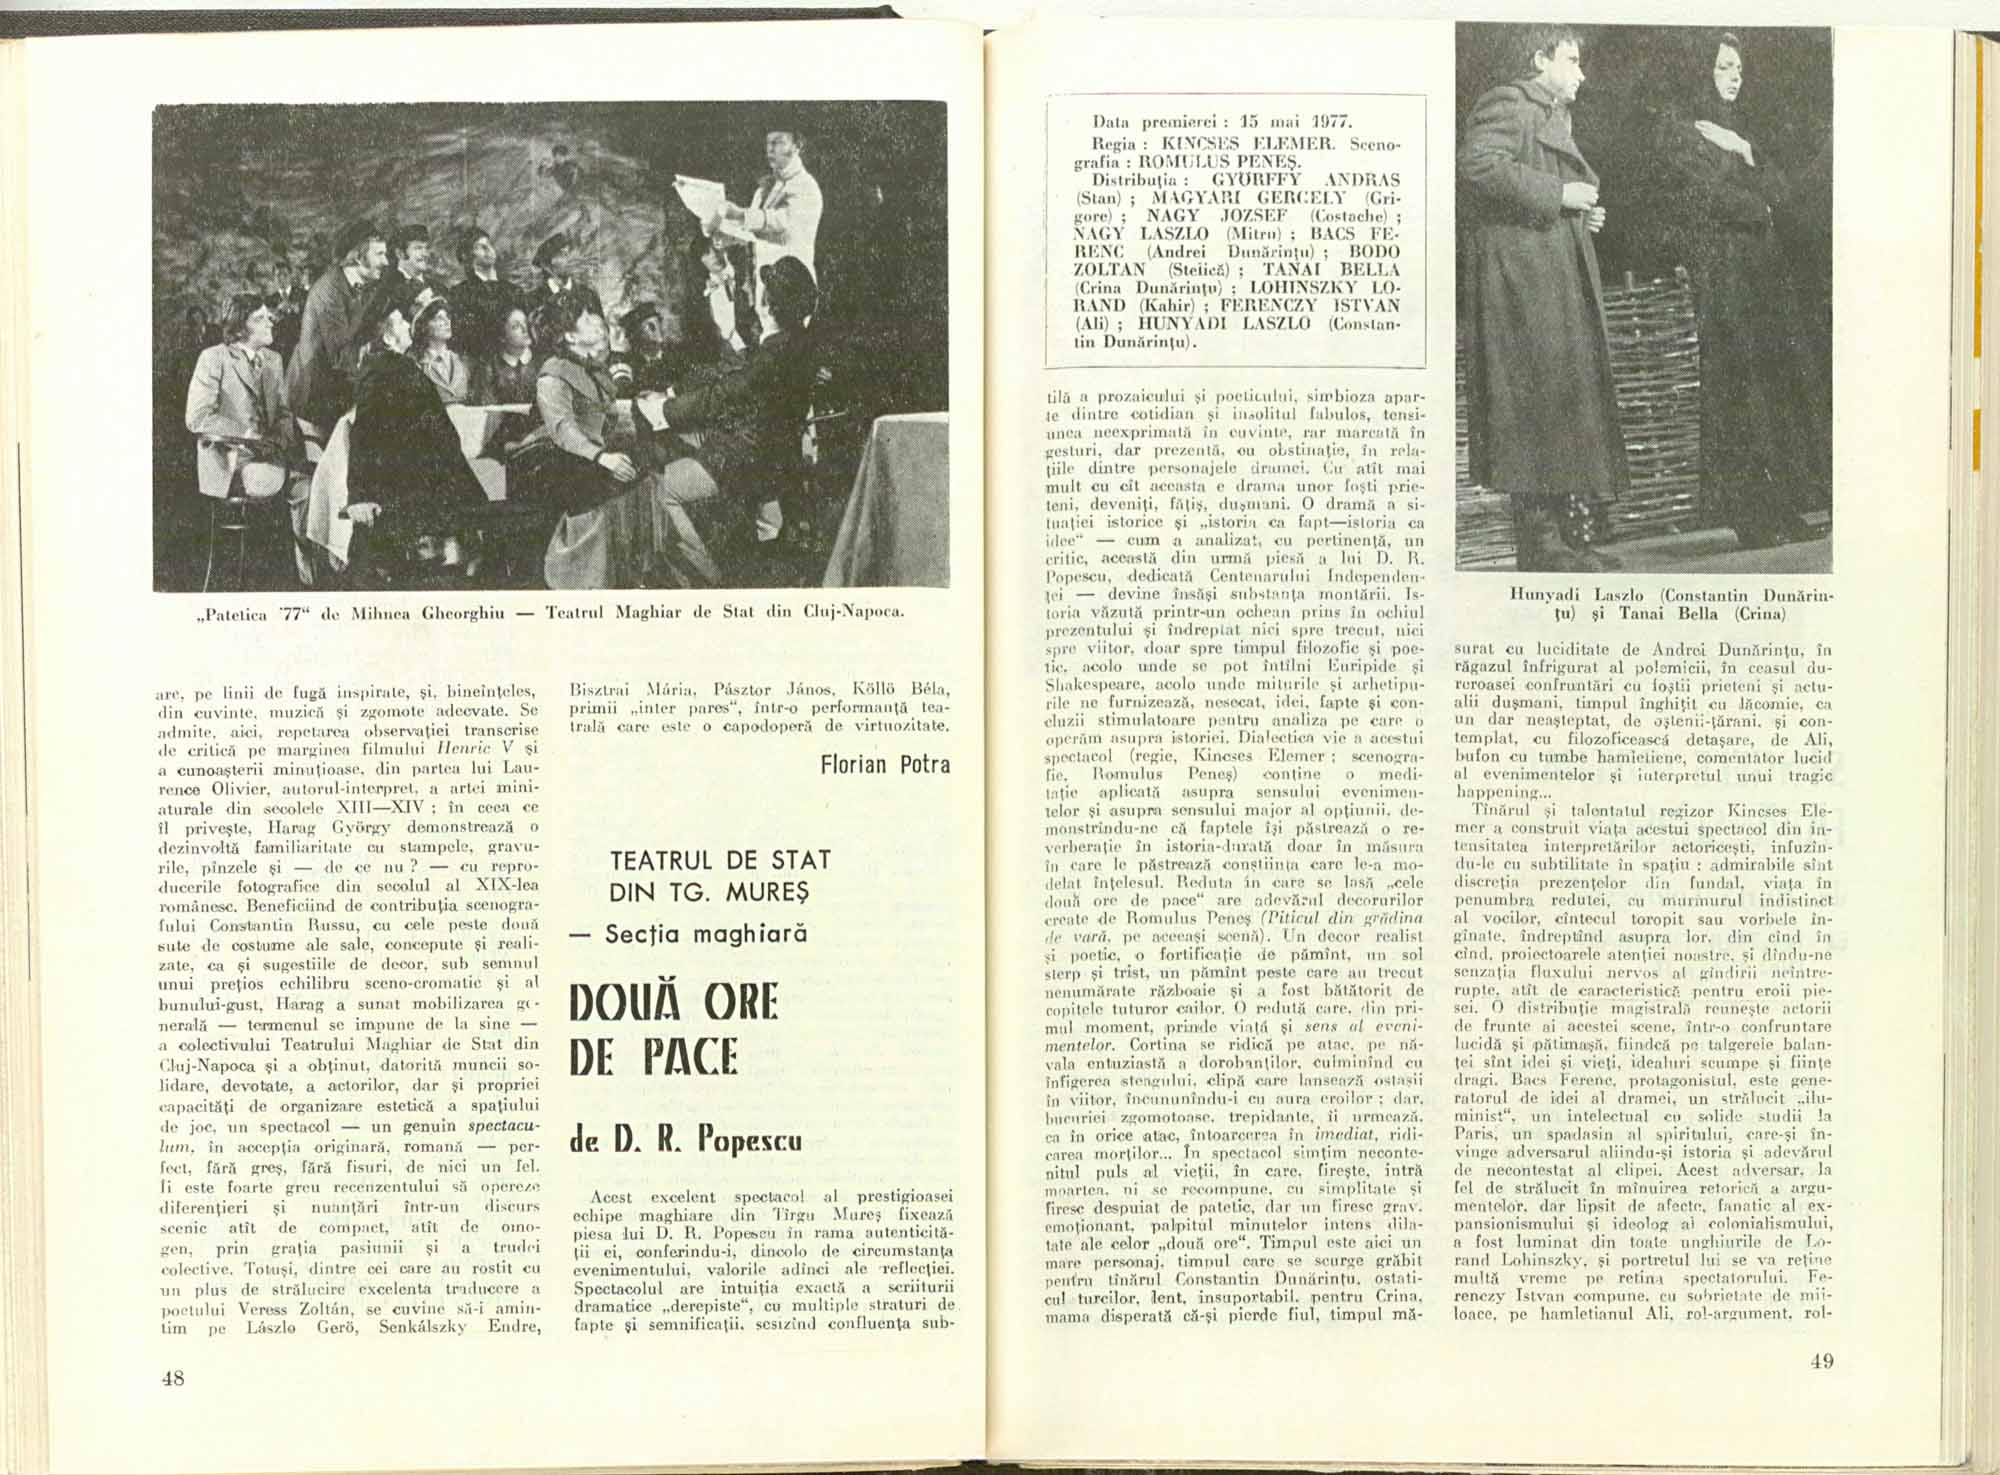 „Patetica '77“ de Mihnea Gheorghiu — Teatrul Maghiar de Stat din Cluj-Napoca.
are, pe linii de fugă inspirate, și, bineînțeles,
din cuvinte, muzică și zgomote adecvate. Se
admite, aici, repetarea observației transcrise
de critică pe marginea filmului Henric V și
a cunoașterii minuțioase, din partea lui Lau-
rence Olivier, autorul-interpret, a artei mini-
aturale din secolele XIII—XIV ; în ceea ce
îl privește, Harag György demonstrează o
dezinvoltă familiaritate cu stampele, gravu-
rile, pînzele și — de ce nu ? — cu repro-
ducerile fotografice din secolul al XIX-lea
românesc. Beneficiind de contribuția scenogra-
fului Constantin Russu, cu cele peste două
sute de costume ale sale, concepute și reali-
zate, ca și sugestiile de decor, sub semnul
unui prețios echilibru sceno-cromatic și al
bunului-gust, Harag a sunat mobilizarea ge-
nerală — termenul se impune de la sine —
a colectivului Teatrului Maghiar de Stat din
Cluj-Napoca și a obținut, datorită muncii so-
lidare, devotate, a actorilor, dar și propriei
capacități de organizare estetică a spațiului
de joc, un spectacol — un genuin spectacu-
lum, în accepția originară, romană — per-
fect, fără greș, fără fisuri, de nici un fel.
Ii este foarte greu recenzentului să opereze
diferențieri și nuanțări într-un discurs
scenic atît de compact, atît de omo-
gen, prin grația pasiunii și a trudei
colective. Totuși, dintre cei care au rostit cu
un plus de strălucire excelenta traducere a
poetului Veress Zoltán, se cuvine să-i amin-
tim pe László Gerö, Senkálszky Endre,
Bisztrai Mária, Pásztor János, Köllö Béla,
primii „inter pares“, într-o performanță tea-
trală care este o capodoperă de virtuozitate.
Florian Potra
TEATRUL DE STAT
DIN TG. MUREȘ
— Secția maghiară
DOUĂ ORE
DE PACE
de D. R. Popescu
Acest excelent spectacol al prestigioasei
echipe maghiare din Tîrgu Mureș fixează
piesa lui D. R. Popescu în rama autenticită-
ții ei, conferindu-i, dincolo de circumstanța
evenimentului, valorile adînci ale reflecției.
Spectacolul are intuiția exactă a scriiturii
dramatice „derepiste“, cu multiple straturi de
fapte și semnificații, sesizînd confluența sub-
48
Data premierei : 15 mai 1977.
Regia : KINCSES ELEMER. Sceno-
grafia : ROMULUS PENEȘ.
Distribuția : GYÖRFFY ANDRAS
(Stan) ; MAGYARI GERGELY (Gri-
gore) ; NAGY JOZSEF (Costache) ;
NAGY LASZLO (Mitru) ; BACS FE-
RENC (Andrei Dunărințu) ; BODO
ZOLTAN (Steiică) ; TANAI BELLA
(Crina Dunărințu) ; LOHINSZKY LO-
RAND (Kahir) ; FERENCZY ISTVAN
(Ali) ; HUNYADI LASZLO (Constan-
tin Dunărințu).
tilă a prozaicului și poeticului, simbioza apar-
te dintre cotidian și insolitul fabulos, tensi-
unea neexprimată în cuvinte, rar marcată în
gesturi, dar prezentă, cu obstinație, în rela-
țiile dintre personajele dramei. Cu atît mai
mult cu cît aceasta e drama unor foști prie-
teni, deveniți, fățiș, dușmani. O dramă a si-
tuației istorice și „istoria ca fapt—istoria ca
idee“ — cum a analizat, cu pertinență, un
critic, această din urmă piesă a lui D. R.
Popescu, dedicată Centenarului Independen-
ței — devine însăși substanța montării. Is-
toria văzută printr-un ochean prins în ochiul
prezentului și îndreptat nici spre trecut, nici
spre viitor, doar spre timpul filozofic și poe-
tic, acolo unde se pot întîlni Euripide și
Shakespeare, acolo unde miturile și arhetipu-
rile ne furnizează, nesecat, idei, fapte și con-
cluzii stimulatoare pentru analiza pe care o
operăm asupra istoriei. Dialectica vie a acestui
spectacol (regie, Kincses Elemer ; scenogra-
fie, Romulus Peneș) conține o medi-
tație aplicată asupra sensului evenimen-
telor și asupra sensului major al opțiunii, de-
monstrîndu-ne că faptele își păstrează o re-
verberație în istoria-durată doar în măsura
în care le păstrează conștiința care le-a mo-
delat înțelesul. Reduta în care se lasă „cele
două ore de pace“ are adevărul decorurilor
create de Romulus Peneș (Piticul din grădina
de vară, pe aceeași scenă). Un decor realist
și poetic, o fortificație de pămînt, un sol
sterp și trist, un pămînt peste care au trecut
nenumărate războaie și a fost bătătorit de
copitele tuturor cailor. O redută care, din pri-
mul moment, prinde viață și sens al eveni-
mentelor. Cortina se ridică pe atac, pe nă-
vala entuziastă a dorobanților, culminînd cu
înfigerea steagului, clipă care lansează ostașii
în viitor, încununîndu-i cu aura eroilor ; dar,
bucuriei zgomotoase, trepidante, îi urmează,
ca în orice atac, întoarcerea în imediat, ridi-
carea morților... În spectacol simțim neconte-
nitul puls al vieții, în care, firește, intră
moartea, ni se recompune, cu simplitate și
firesc despuiat de patetic, dar un firesc grav,
emoționant, palpitul minutelor intens dila-
tate ale celor „două ore“. Timpul este aici un
mare personaj, timpul care se scurge grăbit
pentru tînărul Constantin Dunărințu, ostati-
cul turcilor, lent, insuportabil, pentru Crina,
mama disperată că-și pierde fiul, timpul mă-
Hunyadi Laszlo (Constantin Dunărin-
țu) și Tanai Bella (Crina)
surat cu luciditate de Andrei Dunărințu, în
răgazul înfrigurat al polemicii, în ceasul du-
reroasei confruntări cu foștii prieteni și actu-
alii dușmani, timpul înghițit cu lăcomie, ca
un dar neașteptat, de oștenii-țărani, și con-
templat, cu filozoficească detașare, de Ali,
bufon cu tumbe hamletiene, comentator lucid
al evenimentelor și interpretul unui tragic
happening...
Tînărul și talentatul regizor Kincses Ele-
mer a construit viața acestui spectacol din in-
tensitatea interpretărilor actoricești, infuzîn-
du-le cu subtilitate în spațiu : admirabile sînt
discreția prezențelor din fundal, viața în
penumbra redutei, cu murmurul indistinct
al vocilor, cîntecul toropit sau vorbele în-
gînate, îndreptînd asupra lor, din cînd în
cînd, proiectoarele atenției noastre, și dîndu-ne
senzația fluxului nervos al gîndirii neîntre-
rupte, atît de caracteristică pentru eroii pie-
sei. O distribuție magistrală reunește actorii
de frunte ai acestei scene, într-o confruntare
lucidă și pătimașă, fiindcă pe talgerele balan-
ței sînt idei și vieți, idealuri scumpe și ființe
dragi. Bacs Ferenc, protagonistul, este gene-
ratorul de idei al dramei, un strălucit „ilu-
minist“, un intelectual cu solide studii la
Paris, un spadasin al spiritului, care-și în-
vinge adversarul aliindu-și istoria și adevărul
de necontestat al clipei. Acest adversar, la
fel de strălucit în mînuirea retorică a argu-
mentelor, dar lipsit de afecte, fanatic al ex-
pansionismului și ideolog al colonialismului,
a fost luminat din toate unghiurile de Lo-
rand Lohinszky, și portretul lui se va reține
multă vreme pe retina spectatorului. Fe-
renczy Istvan compune, cu sobrietate de mij-
loace, pe hamletianul Ali, rol-argument, rol-
49